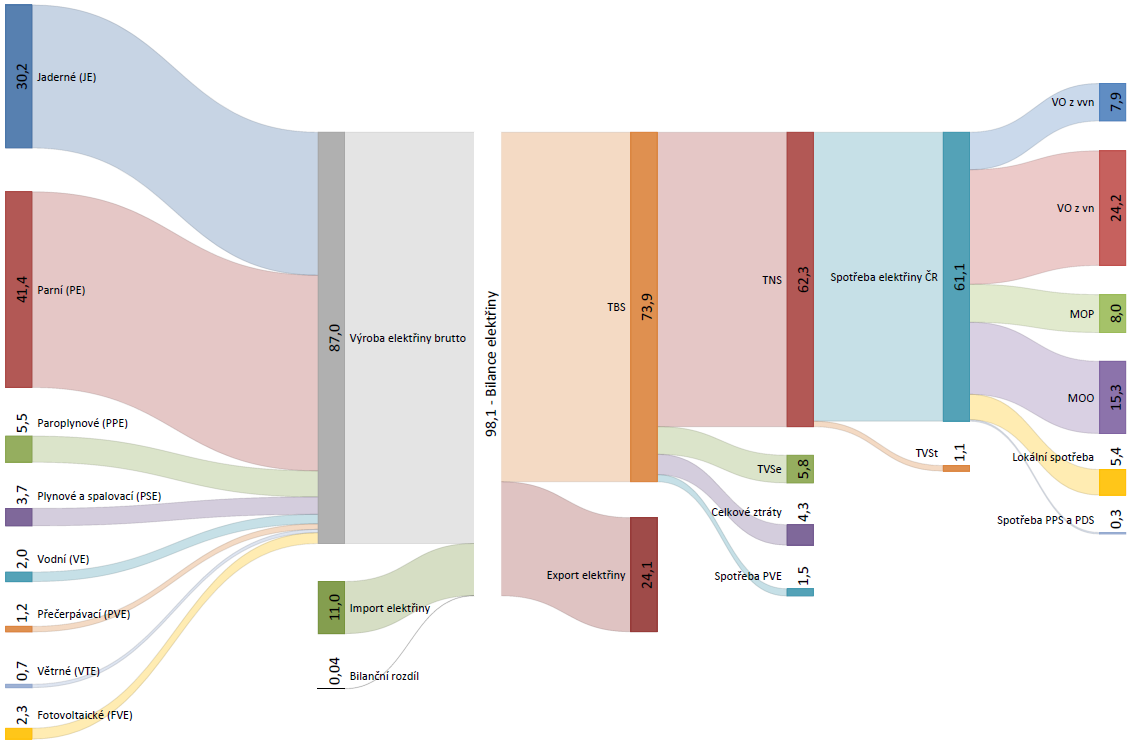 30,2
Jaderné (JE)
41,4
Parní (PE)
5,5
Paroplynové (PPE)
3,7
Plynové a spalovací (PSE)
2,0
Vodní (VE)
1,2
Přečerpávací (PVE)
0,7
Větrné (VTE)
2,3
Fotovoltaické (FVE)
87,0
Výroba elektřiny brutto
11,0
Import elektřiny
0,04
Bilanční rozdíl
98,1 - Bilance elektřiny
TBS
73,9
Export elektřiny
24,1
TNS
62,3
TVSe
5,8
Celkové ztráty
4,3
Spotřeba PVE
1,5
Spotřeba elektřiny ČR
61,1
TVSt
1,1
VO z vvn
7,9
VO z vn
24,2
MOP
8,0
MOO
15,3
Lokální spotřeba
5,4
Spotřeba PPS a PDS
0,3